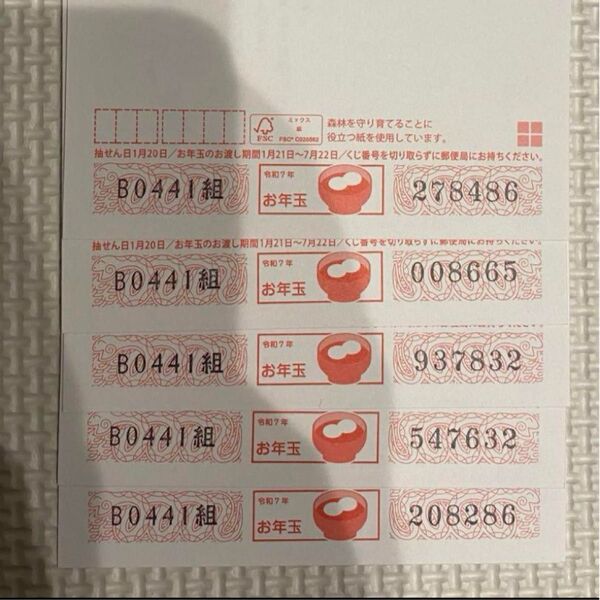 ミックス
紙
FSC
FSC® C020862
森林を守り育てることに
役立つ紙を使用しています。
抽せん日1月20日/お年玉のお渡し期間1月21日〜7月22日/くじ番号を切り取らずに郵便局にお持ちください。
B0441組 令和7年 お年玉 278486
抽せん日1月20日/お年玉のお渡し期間1月21日〜7月22日/くじ番号を切り取らずに郵便局にお持ちください。
B0441組 令和7年 お年玉 008665
B0441組 令和7年 お年玉 937832
B0441組 令和7年 お年玉 547632
B0441組 令和7年 お年玉 208286